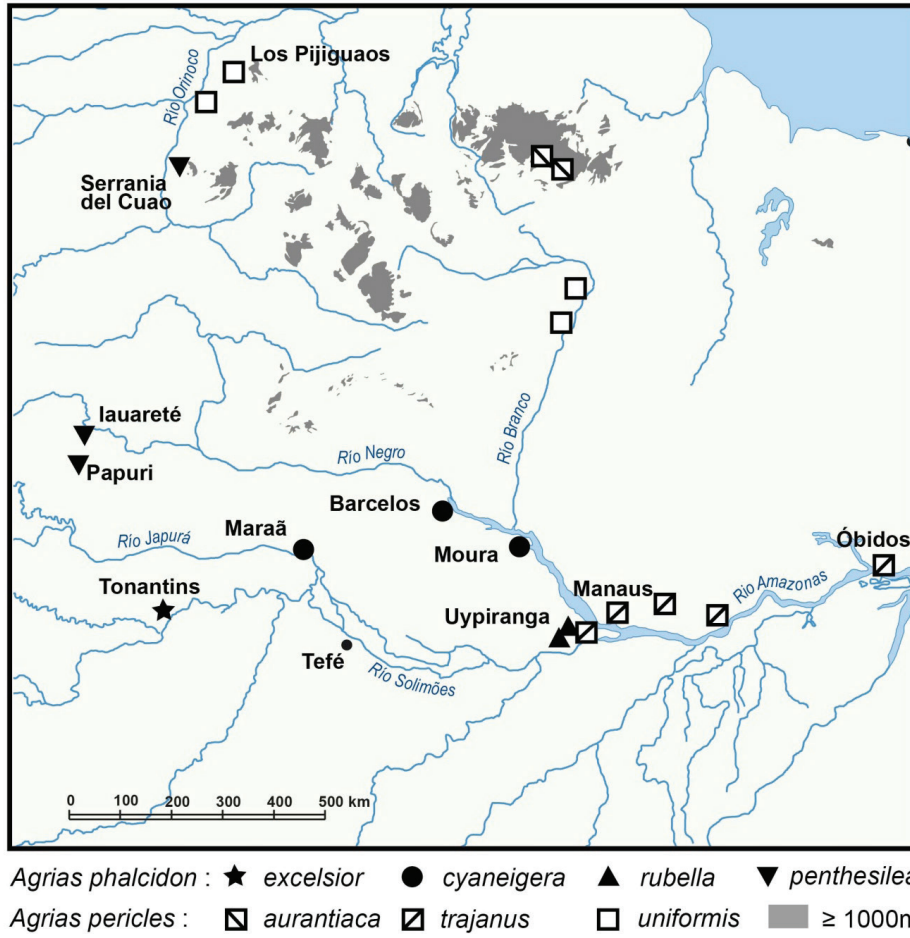 Los Pijiguaos
Río Orinoco
Serrania
del Cuao
Iauareté
Papuri
Río Negro
Río Branco
Barcelos
Río Japurá
Maraã
Moura
Óbidos
Tonantins
Manaus
Rio Amazonas
Uypiranga
Tefé
Río Solimões
0 100 200 300 400 500 km
Agrias phalcidon : excelsior cyaneigera rubella penthesilea
Agrias pericles : aurantiaca trajanus uniformis ≥ 1000m